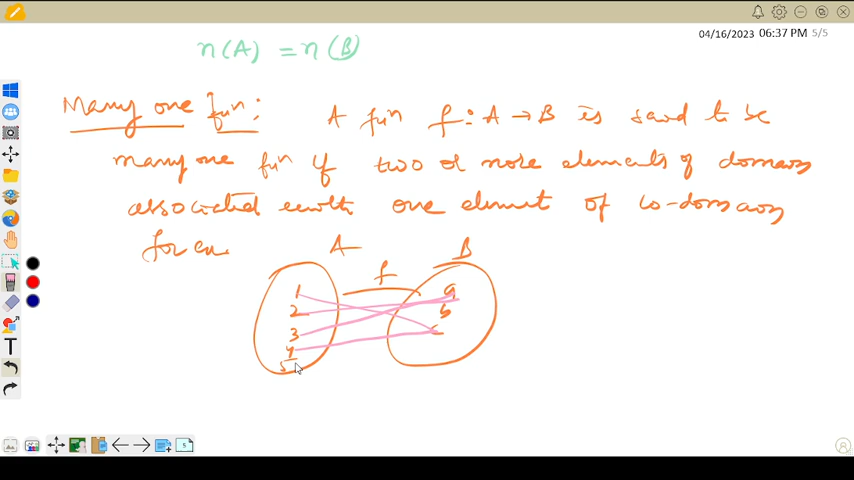 04/16/2023 06:37 PM 5/5
n(A) = n(B)
Many one fun: A fun f: A → B is said to be
many one fun if two or more elements of domain
associated with one element of co-domain
for ex
A f B
1 a
2 b
3 c
4
5
T
5